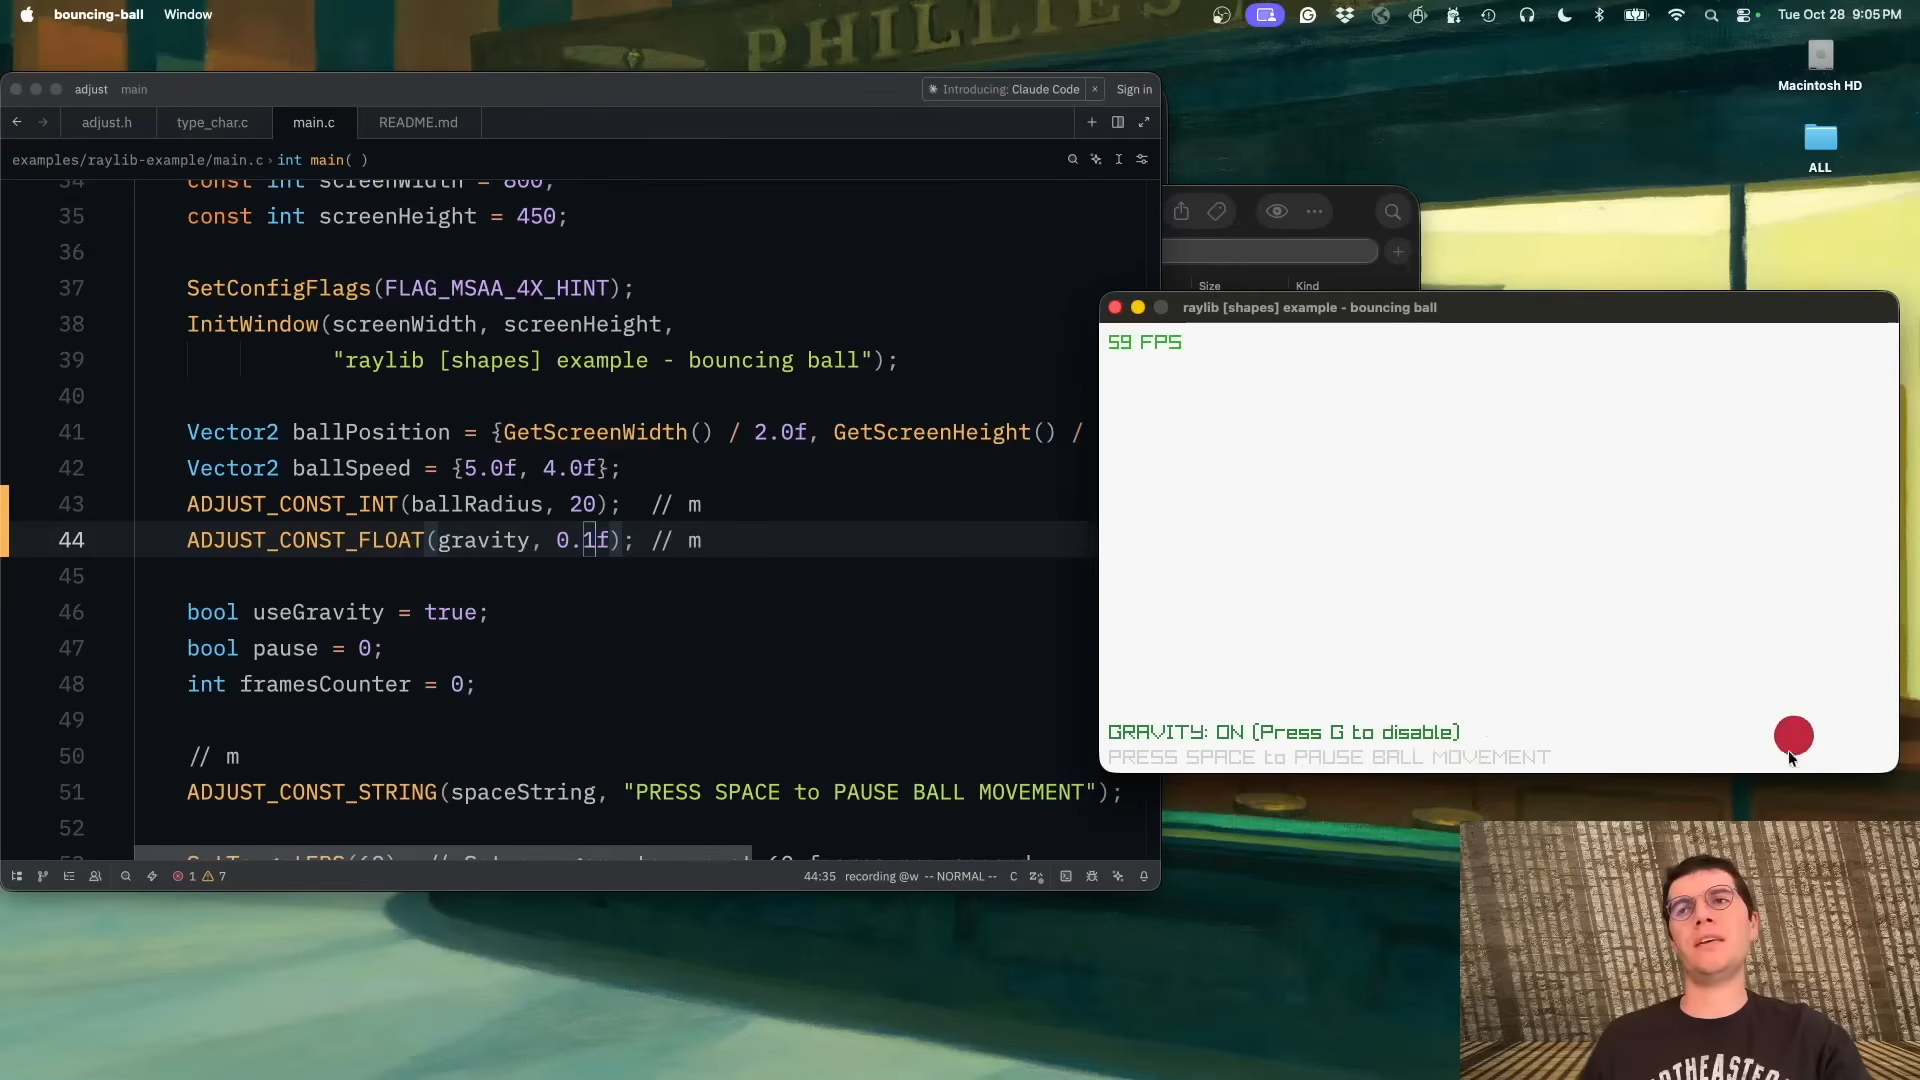 bouncing-ball Window
Tue Oct 28 9:05 PM
PHILLIES
Macintosh HD
ALL
adjust main
Introducing: Claude Code × Sign in
adjust.h type_char.c main.c README.md
examples/raylib-example/main.c › int main( )
34 const int screenWidth = 800;
35 const int screenHeight = 450;
36
37 SetConfigFlags(FLAG_MSAA_4X_HINT);
38 InitWindow(screenWidth, screenHeight,
39 "raylib [shapes] example - bouncing ball");
40
41 Vector2 ballPosition = {GetScreenWidth() / 2.0f, GetScreenHeight() /
42 Vector2 ballSpeed = {5.0f, 4.0f};
43 ADJUST_CONST_INT(ballRadius, 20); // m
44 ADJUST_CONST_FLOAT(gravity, 0.1f); // m
45
46 bool useGravity = true;
47 bool pause = 0;
48 int framesCounter = 0;
49
50 // m
51 ADJUST_CONST_STRING(spaceString, "PRESS SPACE to PAUSE BALL MOVEMENT");
52
1 7
44:35 recording @w -- NORMAL -- C
Size Kind
raylib [shapes] example - bouncing ball
59 FPS
GRAVITY: ON (Press G to disable)
PRESS SPACE to PAUSE BALL MOVEMENT